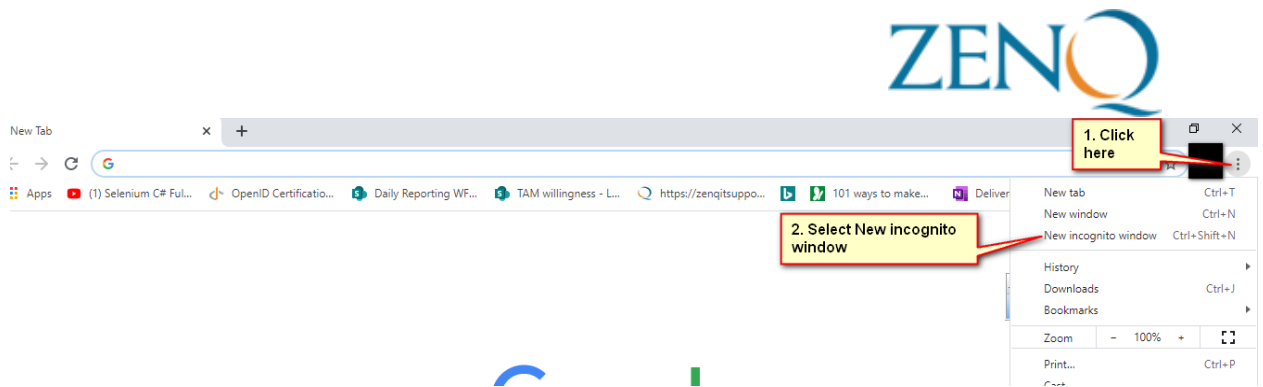 ZENQ
New Tab
1. Click
here
G
Apps
(1) Selenium C# Ful...
OpenID Certificatio...
Daily Reporting WF...
TAM willingness - L...
https://zenqitsuppo...
101 ways to make...
Deliver
New tab Ctrl+T
New window Ctrl+N
New incognito window Ctrl+Shift+N
2. Select New incognito
window
History
Downloads Ctrl+J
Bookmarks
Zoom - 100% +
Print... Ctrl+P
Cast...